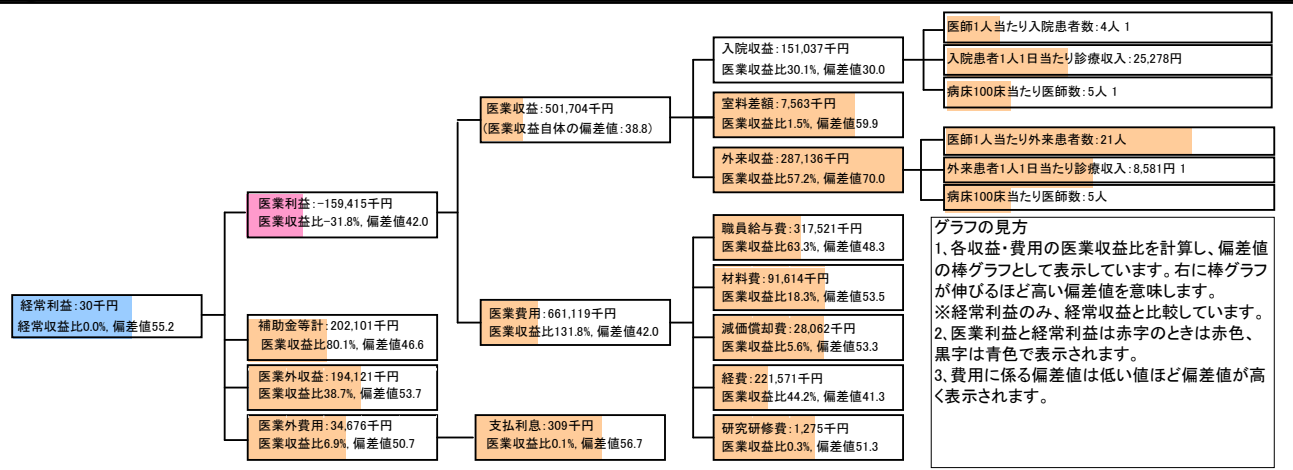 経常利益:30千円
経常収支比0.0%, 偏差値55.2
医業利益:-159,415千円
医業収益比-31.8%, 偏差値42.0
補助金等計:202,101千円
医業収益比80.1%, 偏差値46.6
医業外収益:194,121千円
医業収益比38.7%, 偏差値53.7
医業外費用:34,676千円
医業収益比6.9%, 偏差値50.7
支払利息:309千円
医業収益比0.1%, 偏差値56.7
医業収益:501,704千円
(医業収益自体の偏差値:38.8)
医業費用:661,119千円
医業収益比131.8%, 偏差値42.0
入院収益:151,037千円
医業収益比30.1%, 偏差値30.0
室料差額:7,563千円
医業収益比1.5%, 偏差値59.9
外来収益:287,136千円
医業収益比57.2%, 偏差値70.0
職員給与費:317,521千円
医業収益比63.3%, 偏差値48.3
材料費:91,614千円
医業収益比18.3%, 偏差値53.5
減価償却費:28,062千円
医業収益比5.6%, 偏差値53.3
経費:221,571千円
医業収益比44.2%, 偏差値41.3
研究研修費:1,275千円
医業収益比0.3%, 偏差値51.3
医師1人当たり入院患者数:4人 1
入院患者1人1日当たり診療収入:25,278円
病床100床当たり医師数:5人 1
医師1人当たり外来患者数:21人
外来患者1人1日当たり診療収入:8,581円 1
病床100床当たり医師数:5人
グラフの見方
1、各収益・費用の医業収益比を計算し、偏差値
の棒グラフとして表示しています。右に棒グラフ
が伸びるほど高い偏差値を意味します。
※経常利益のみ、経常収益と比較しています。
2、医業利益と経常利益は赤字のときは赤色、
黒字は青色で表示されます。
3、費用に係る偏差値は低い値ほど偏差値が高
く表示されます。